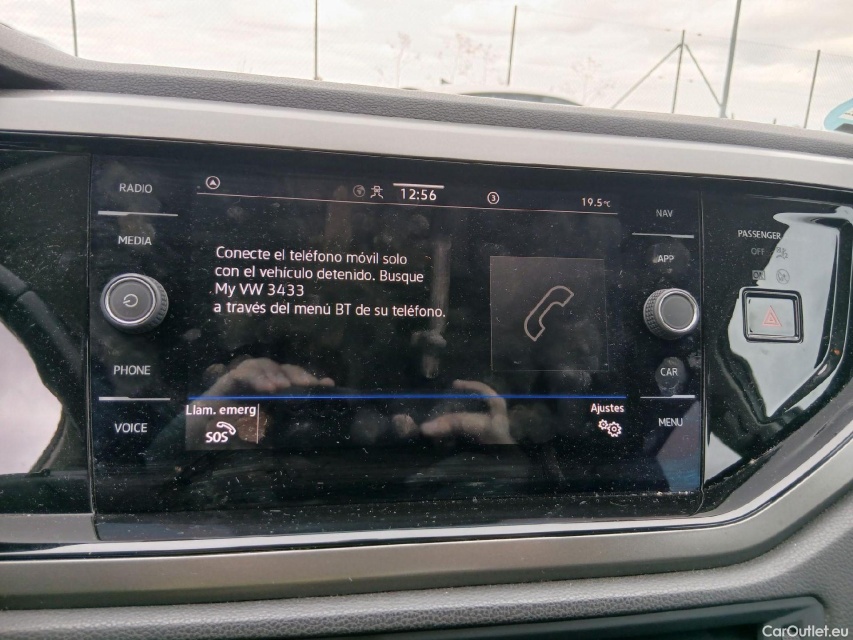 RADIO
MEDIA
PHONE
VOICE
12:56
3
19.5°C
Conecte el teléfono móvil solo
con el vehículo detenido. Busque
My VW 3433
a través del menú BT de su teléfono.
Llam. emerg
SOS
Ajustes
NAV
APP
CAR
MENU
PASSENGER
OFF
CarOutlet.eu